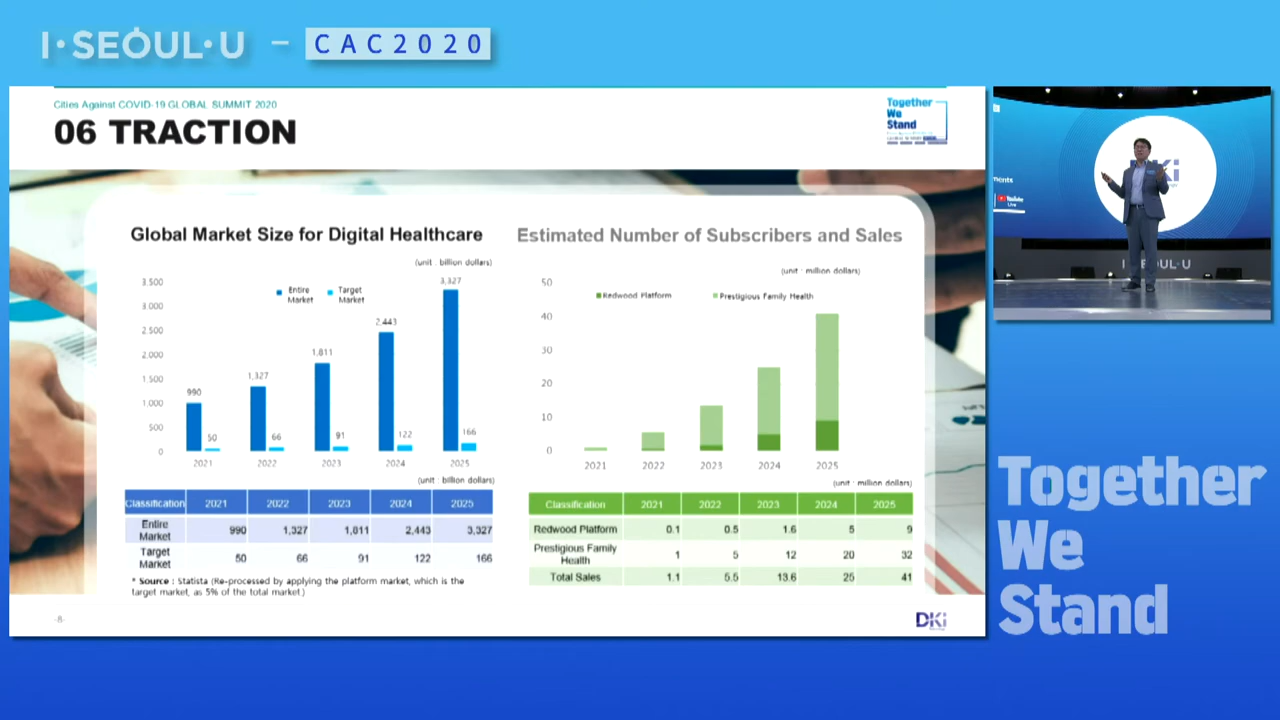 I·SEOUL·U – CAC2020
Cities Against COVID-19 GLOBAL SUMMIT 2020
06 TRACTION
Together
We
Stand
Global Market Size for Digital Healthcare
(unit : billion dollars)
Entire
Market
Target
Market
3,500
3,000
2,500
2,000
1,500
1,000
500
0
990
50
1,327
66
1,811
91
2,443
122
3,327
166
2021 2022 2023 2024 2025
(unit : billion dollars)
Classification 2021 2022 2023 2024 2025
Entire
Market 990 1,327 1,811 2,443 3,327
Target
Market 50 66 91 122 166
* Source : Statista (Re-processed by applying the platform market, which is the
target market, as 5% of the total market.)
Estimated Number of Subscribers and Sales
(unit : million dollars)
Redwood Platform
Prestigious Family Health
50
40
30
20
10
0
2021 2022 2023 2024 2025
(unit : million dollars)
Classification 2021 2022 2023 2024 2025
Redwood Platform 0.1 0.5 1.6 5 9
Prestigious Family
Health 1 5 12 20 32
Total Sales 1.1 5.5 13.6 25 41
-8-
DKi
DKi
ments
YouTube
Live
I·SEOUL·U
Together
We
Stand